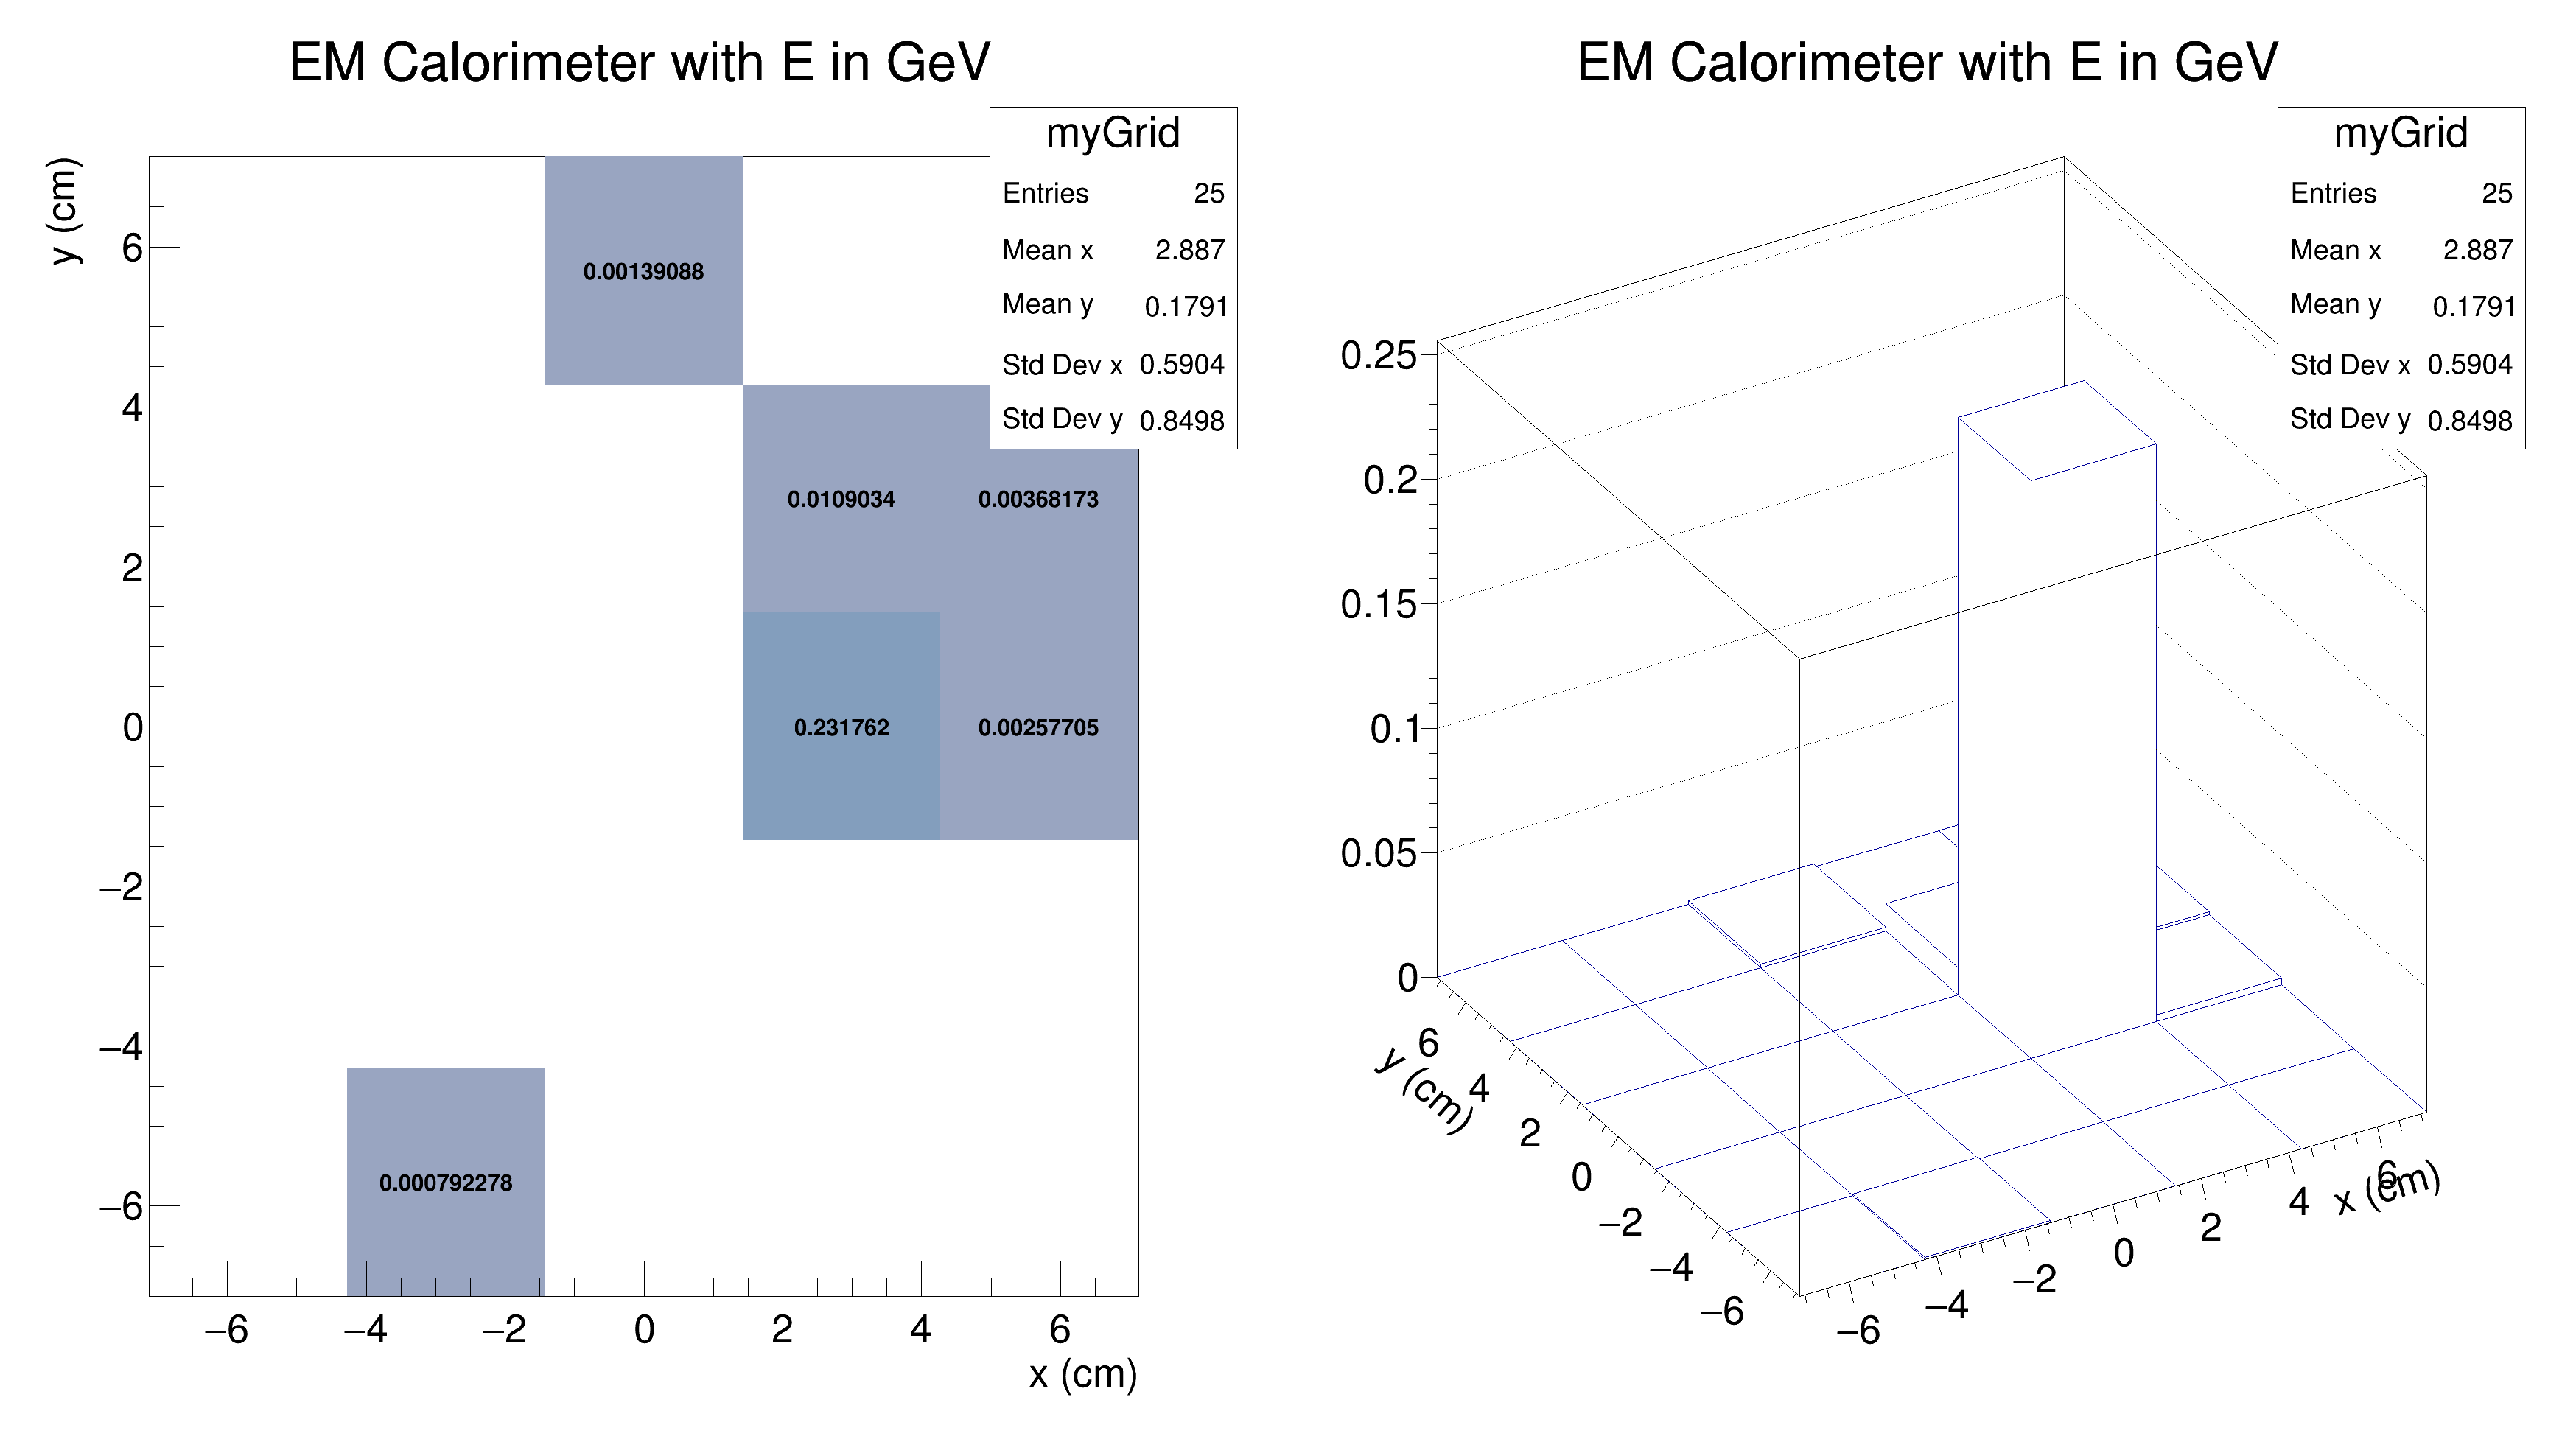 EM Calorimeter with E in GeV
myGrid
Entries 25
Mean x 2.887
Mean y 0.1791
Std Dev x 0.5904
Std Dev y 0.8498
y (cm)
6
4
2
0
−2
−4
−6
0.00139088
0.0109034 0.00368173
0.231762 0.00257705
0.000792278
−6 −4 −2 0 2 4 6
x (cm)
EM Calorimeter with E in GeV
myGrid
Entries 25
Mean x 2.887
Mean y 0.1791
Std Dev x 0.5904
Std Dev y 0.8498
0.25
0.2
0.15
0.1
0.05
0
6
4
2
0
−2
−4
−6
y (cm)
−6 −4 −2 0 2 4 6
x (cm)